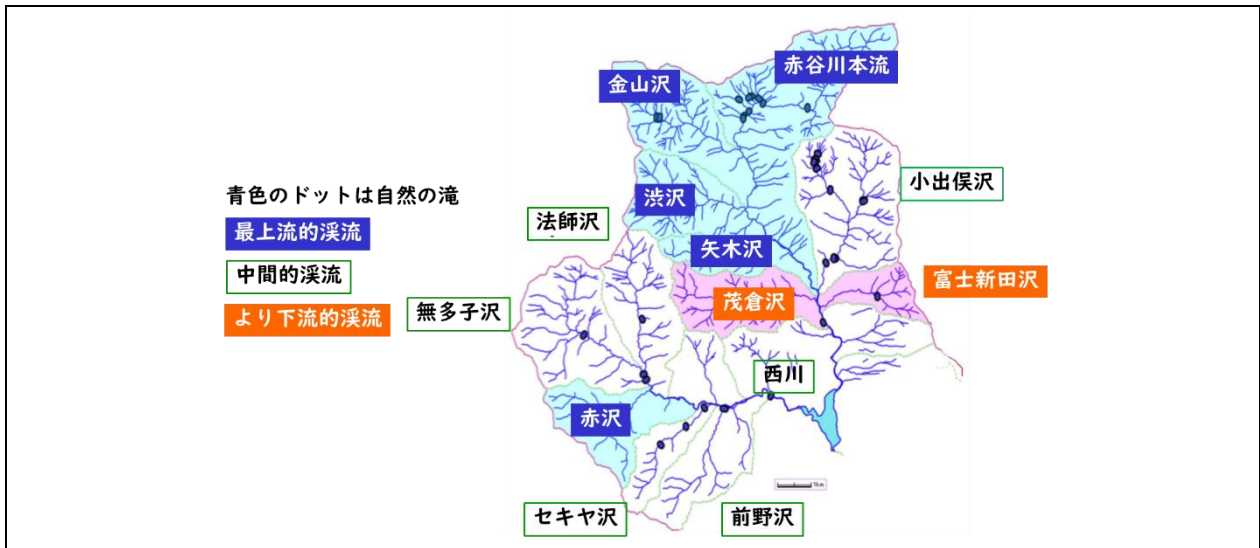 赤谷川本流
金山沢
小出俣沢
青色のドットは自然の滝
渋沢
法師沢
最上流的渓流
矢木沢
中間的渓流
富士新田沢
茂倉沢
無多子沢
より下流的渓流
西川
赤沢
セキヤ沢
前野沢